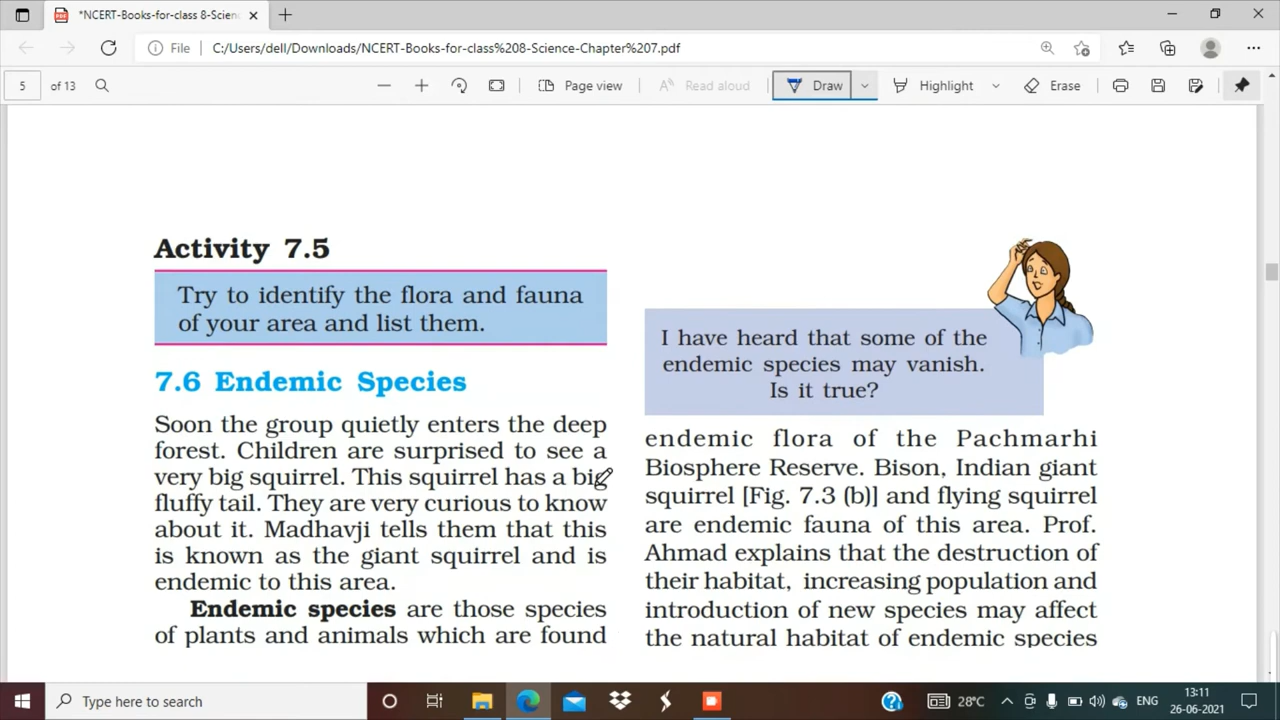 *NCERT-Books-for-class 8-Scien
File
C:/Users/dell/Downloads/NCERT-Books-for-class%208-Science-Chapter%207.pdf
5 of 13
Page view
Read aloud
Draw
Highlight
Erase
Activity 7.5
Try to identify the flora and fauna
of your area and list them.
7.6 Endemic Species
Soon the group quietly enters the deep
forest. Children are surprised to see a
very big squirrel. This squirrel has a big
fluffy tail. They are very curious to know
about it. Madhavji tells them that this
is known as the giant squirrel and is
endemic to this area.
Endemic species are those species
of plants and animals which are found
I have heard that some of the
endemic species may vanish.
Is it true?
endemic flora of the Pachmarhi
Biosphere Reserve. Bison, Indian giant
squirrel [Fig. 7.3 (b)] and flying squirrel
are endemic fauna of this area. Prof.
Ahmad explains that the destruction of
their habitat, increasing population and
introduction of new species may affect
the natural habitat of endemic species
Type here to search
28°C
ENG
13:11
26-06-2021